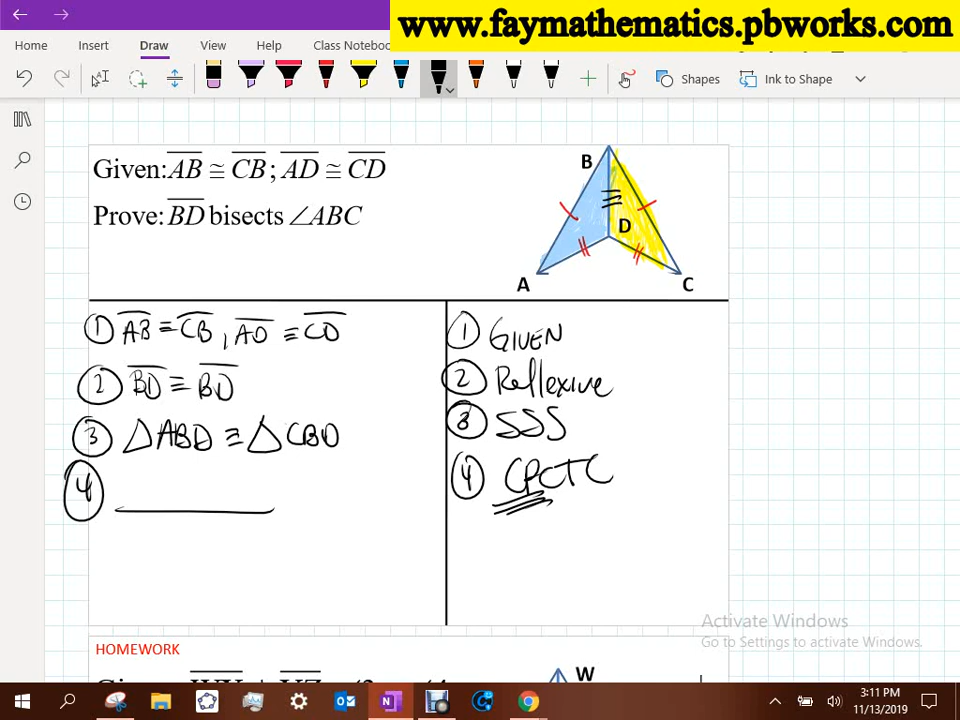 www.faymathematics.pbworks.com
Home Insert Draw View Help Class Notebook
Shapes Ink to Shape
Given: AB ≅ CB; AD ≅ CD
Prove: BD bisects ∠ABC
B
D
A
C
① AB ≅ CB, AD ≅ CD
① GIVEN
② BD ≅ BD
② Reflexive
③ △ABD ≅ △CBD
③ SSS
④
④ CPCTC
Activate Windows
Go to Settings to activate Windows.
HOMEWORK
W
3:11 PM
11/13/2019